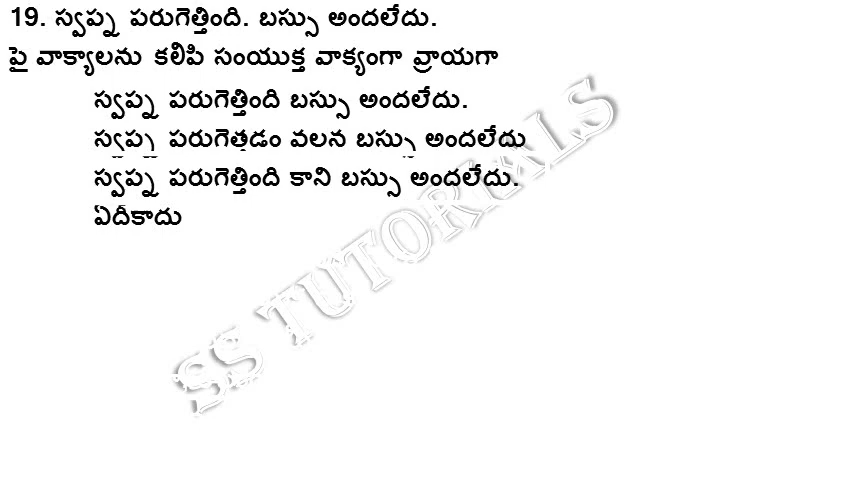 19. స్వప్న పరుగెత్తింది. బస్సు అందలేదు.
పై వాక్యాలను కలిపి సంయుక్త వాక్యంగా వ్రాయగా
స్వప్న పరుగెత్తింది బస్సు అందలేదు.
స్వప్న పరుగెత్తడం వలన బస్సు అందలేదు
స్వప్న పరుగెత్తింది కాని బస్సు అందలేదు.
ఏదీకాదు
SS TUTORIALS